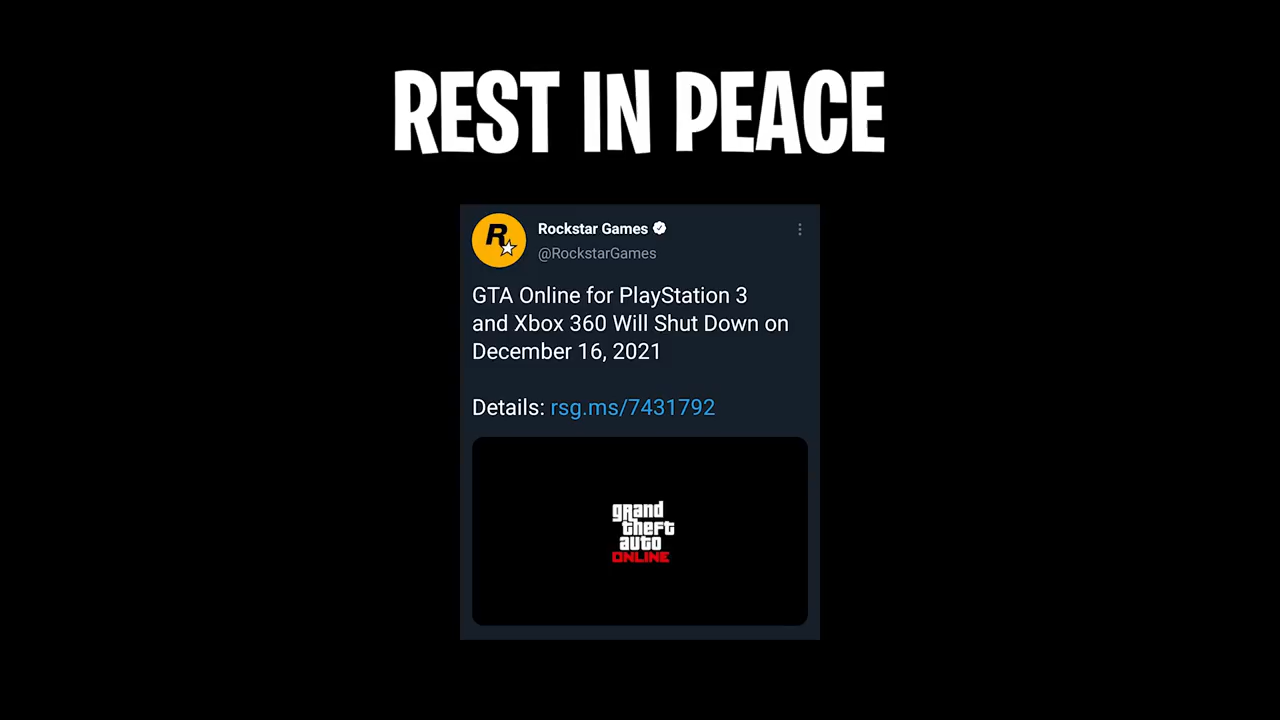 REST IN PEACE
Rockstar Games
@RockstarGames
GTA Online for PlayStation 3
and Xbox 360 Will Shut Down on
December 16, 2021
Details: rsg.ms/7431792
grand
theft
auto
ONLINE